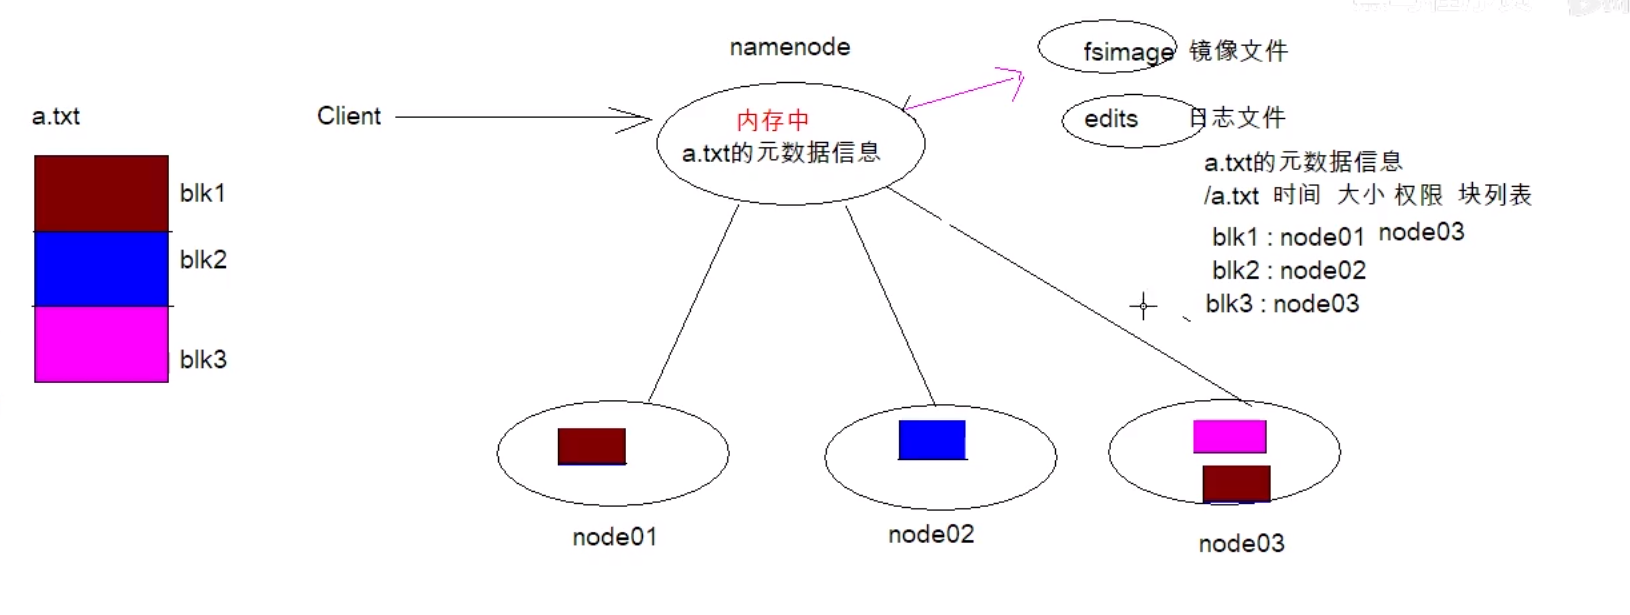 namenode
fsimage 镜像文件
a.txt
Client
内存中
edits 日志文件
a.txt的元数据信息
a.txt的元数据信息
/a.txt 时间 大小 权限 块列表
blk1
blk1 : node01 node03
blk2
blk2 : node02
blk3 : node03
blk3
node01
node02
node03